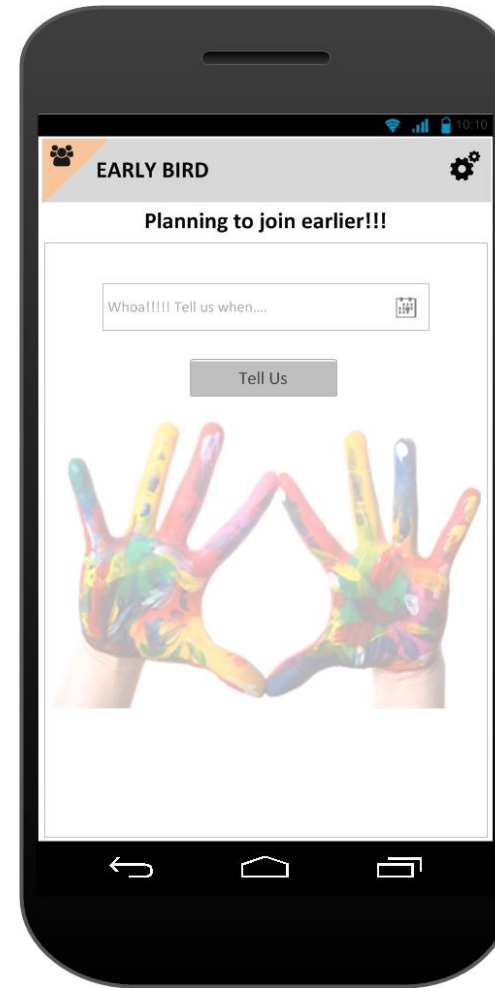 10:10
EARLY BIRD
Planning to join earlier!!!
Whoa!!!!! Tell us when....
Tell Us